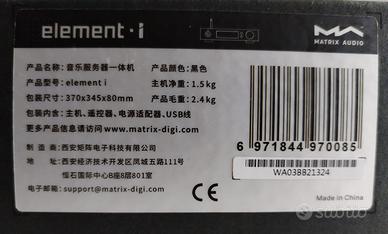 element·i
MATRIX AUDIO
产品名称：音乐服务器一体机
产品颜色：黑色
产品型号：element i
主机净重：1.5kg
包装尺寸：370x345x80mm
产品毛重：2.4kg
包装内含：主机、遥控器、电源适配器、USB线
更多产品信息请访问：www.matrix-digi.com
制 造 商：西安矩阵电子科技有限公司
地 址：西安经济技术开发区凤城五路111号
恒石国际中心B座8层801室
电子邮箱：support@matrix-digi.com
6 971844 970085
WA03BB21324
Made in China
subito